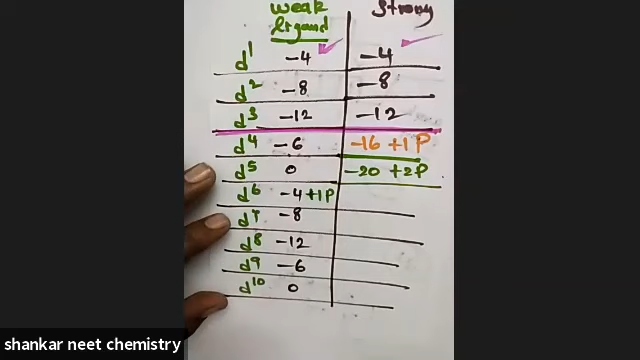 weak strong
ligand
d1 -4 -4
d2 -8 -8
d3 -12 -12
d4 -6 -16 +1P
d5 0 -20 +2P
d6 -4+1P
d7 -8
d8 -12
d9 -6
d10 0
shankar neet chemistry